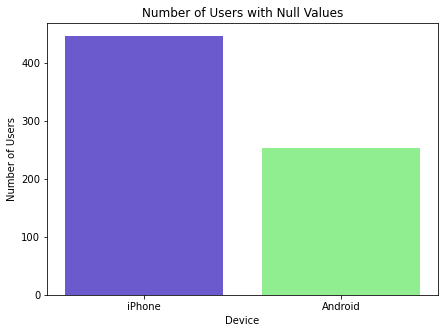 Number of Users with Null Values
Number of Users
400
300
200
100
0
iPhone
Android
Device